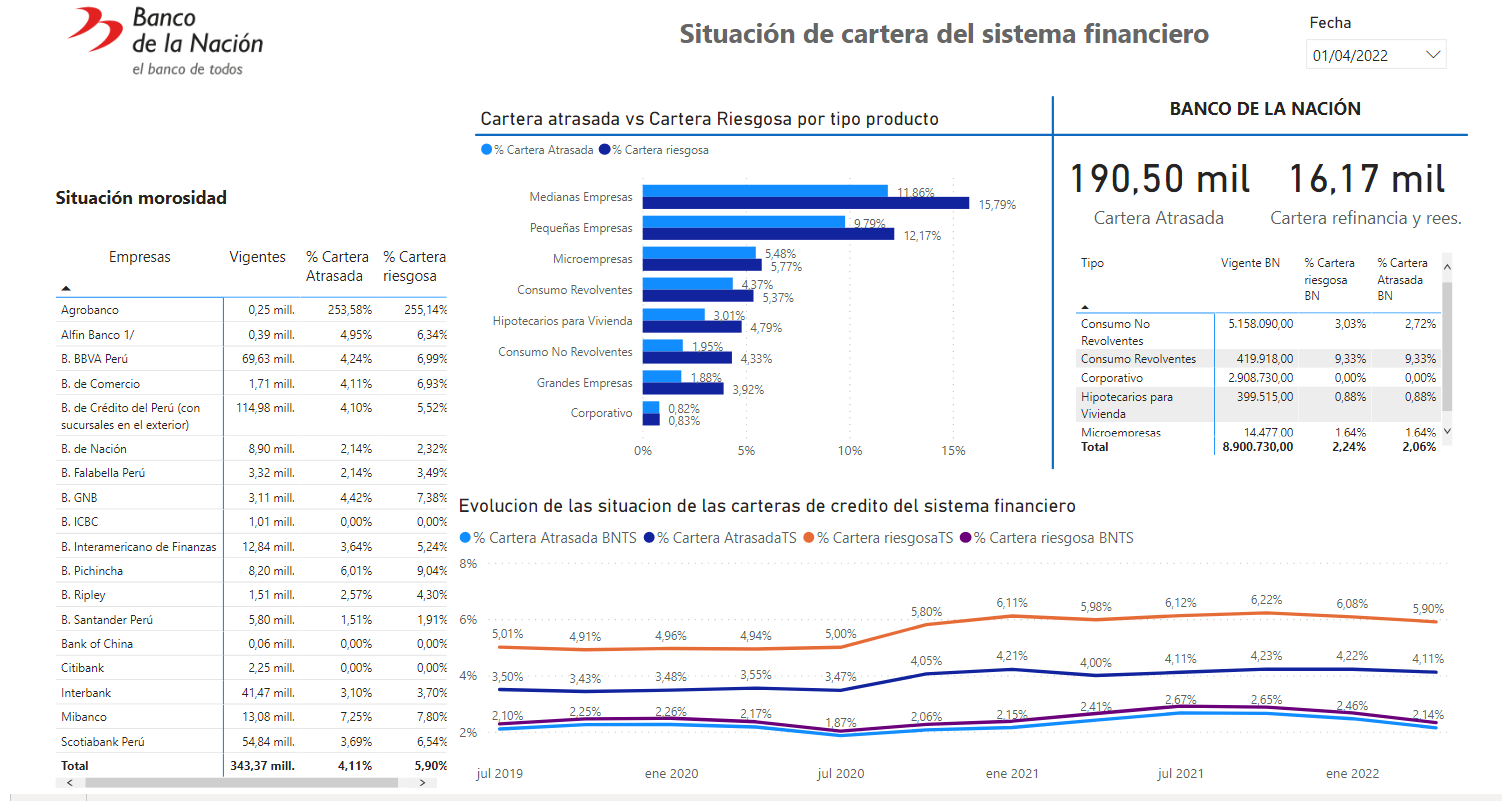 Banco
de la Nación
el banco de todos
Situación de cartera del sistema financiero
Fecha
01/04/2022
Situación morosidad
Empresas Vigentes % Cartera Atrasada % Cartera riesgosa
Agrobanco 0,25 mill. 253,58% 255,14%
Alfin Banco 1/ 0,39 mill. 4,95% 6,34%
B. BBVA Perú 69,63 mill. 4,24% 6,99%
B. de Comercio 1,71 mill. 4,11% 6,93%
B. de Crédito del Perú (con sucursales en el exterior) 114,98 mill. 4,10% 5,52%
B. de Nación 8,90 mill. 2,14% 2,32%
B. Falabella Perú 3,32 mill. 2,14% 3,49%
B. GNB 3,11 mill. 4,42% 7,38%
B. ICBC 1,01 mill. 0,00% 0,00%
B. Interamericano de Finanzas 12,84 mill. 3,64% 5,24%
B. Pichincha 8,20 mill. 6,01% 9,04%
B. Ripley 1,51 mill. 2,57% 4,30%
B. Santander Perú 5,80 mill. 1,51% 1,91%
Bank of China 0,06 mill. 0,00% 0,00%
Citibank 2,25 mill. 0,00% 0,00%
Interbank 41,47 mill. 3,10% 3,70%
Mibanco 13,08 mill. 7,25% 7,80%
Scotiabank Perú 54,84 mill. 3,69% 6,54%
Total 343,37 mill. 4,11% 5,90%
Cartera atrasada vs Cartera Riesgosa por tipo producto
% Cartera Atrasada % Cartera riesgosa
Medianas Empresas 11,86% 15,79%
Pequeñas Empresas 9,79% 12,17%
Microempresas 5,48% 5,77%
Consumo Revolventes 4,37% 5,37%
Hipotecarios para Vivienda 3,01% 4,79%
Consumo No Revolventes 1,95% 4,33%
Grandes Empresas 1,88% 3,92%
Corporativo 0,82% 0,83%
0% 5% 10% 15%
BANCO DE LA NACIÓN
190,50 mil 16,17 mil
Cartera Atrasada Cartera refinancia y rees.
Tipo Vigente BN % Cartera riesgosa BN % Cartera Atrasada BN
Consumo No Revolventes 5.158.090,00 3,03% 2,72%
Consumo Revolventes 419.918,00 9,33% 9,33%
Corporativo 2.908.730,00 0,00% 0,00%
Hipotecarios para Vivienda 399.515,00 0,88% 0,88%
Microempresas 14.477,00 1,64% 1,64%
Total 8.900.730,00 2,24% 2,06%
Evolucion de las situacion de las carteras de credito del sistema financiero
% Cartera Atrasada BNTS % Cartera AtrasadaTS % Cartera riesgosaTS % Cartera riesgosa BNTS
8%
6%
4%
2%
5,01% 4,91% 4,96% 4,94% 5,00% 5,80% 6,11% 5,98% 6,12% 6,22% 6,08% 5,90%
3,50% 3,43% 3,48% 3,55% 3,47% 4,05% 4,21% 4,00% 4,11% 4,23% 4,22% 4,11%
2,10% 2,25% 2,26% 2,17% 1,87% 2,06% 2,15% 2,41% 2,67% 2,65% 2,46% 2,14%
jul 2019 ene 2020 jul 2020 ene 2021 jul 2021 ene 2022